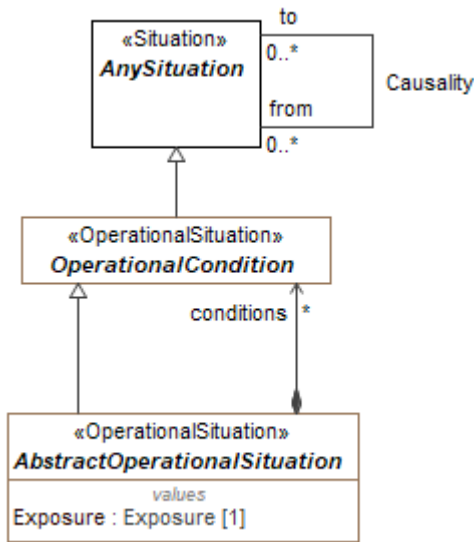 to
«Situation»
AnySituation
0..*
Causality
from
0..*
«OperationalSituation»
OperationalCondition
conditions *
«OperationalSituation»
AbstractOperationalSituation
values
Exposure : Exposure [1]